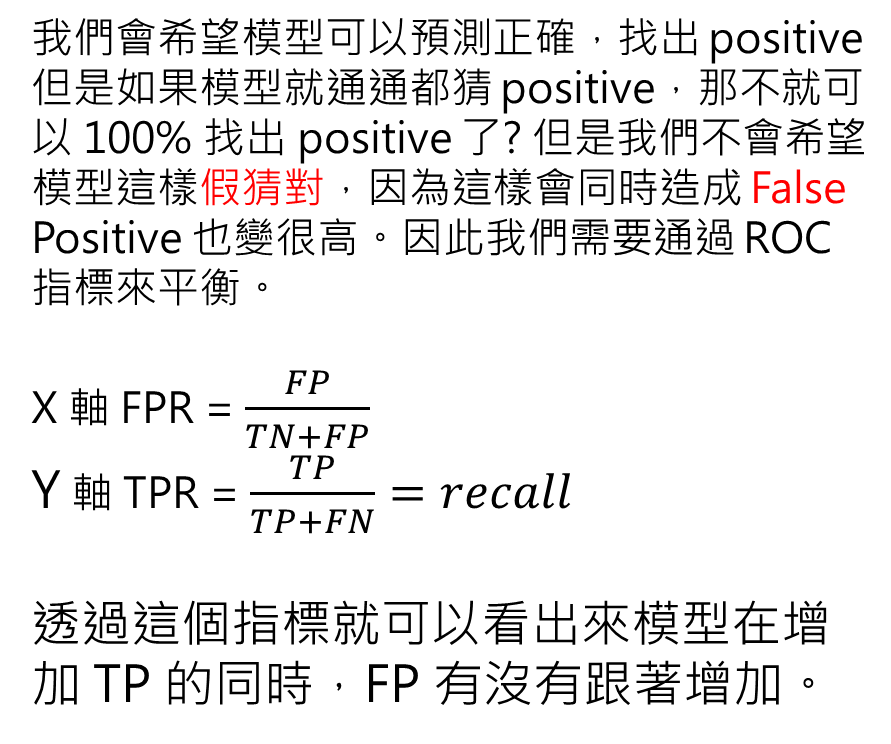 我們會希望模型可以預測正確，找出 positive
但是如果模型就通通都猜 positive，那不就可
以 100% 找出 positive 了? 但是我們不會希望
模型這樣假猜對，因為這樣會同時造成 False
Positive 也變很高。因此我們需要通過 ROC
指標來平衡。
X 軸 FPR = FP / TN+FP
Y 軸 TPR = TP / TP+FN = recall
透過這個指標就可以看出來模型在增
加 TP 的同時，FP 有沒有跟著增加。